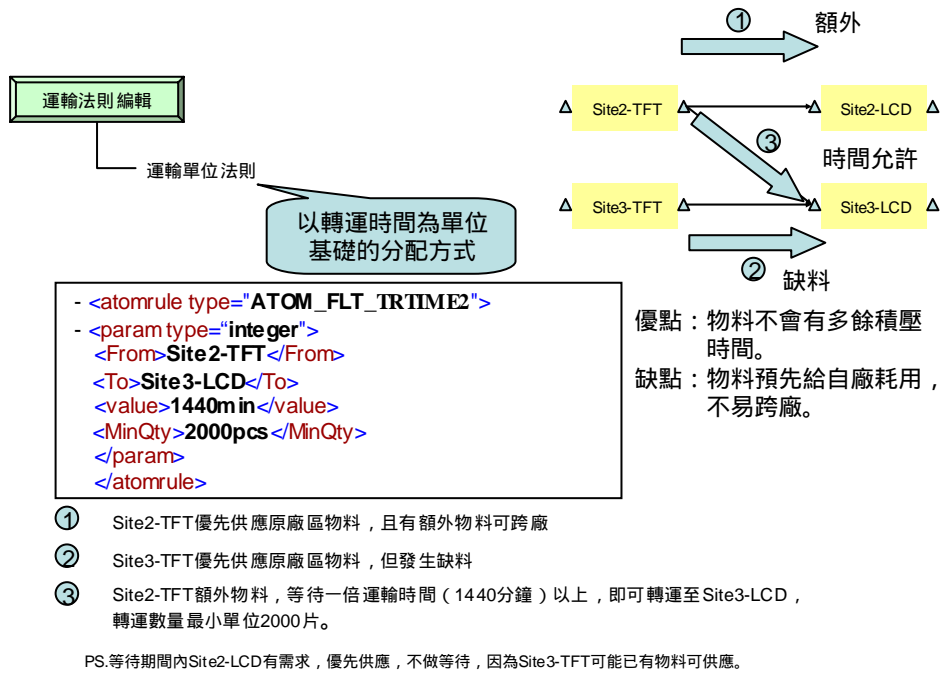 ① 額外
運輸法則編輯
Site2-TFT
Site2-LCD
③
時間允許
運輸單位法則
Site3-TFT
Site3-LCD
以轉運時間為單位
基礎的分配方式
② 缺料
- <atomrule type="ATOM_FLT_TRTIME2">
- <param type="integer">
<From>Site2-TFT</From>
<To>Site3-LCD</To>
<value>1440min</value>
<MinQty>2000pcs</MinQty>
</param>
</atomrule>
優點：物料不會有多餘積壓
時間。
缺點：物料預先給自廠耗用，
不易跨廠。
① Site2-TFT優先供應原廠區物料，且有額外物料可跨廠
② Site3-TFT優先供應原廠區物料，但發生缺料
③ Site2-TFT額外物料，等待一倍運輸時間（1440分鐘）以上，即可轉運至Site3-LCD，
轉運數量最小單位2000片。
PS.等待期間內Site2-LCD有需求，優先供應，不做等待，因為Site3-TFT可能已有物料可供應。